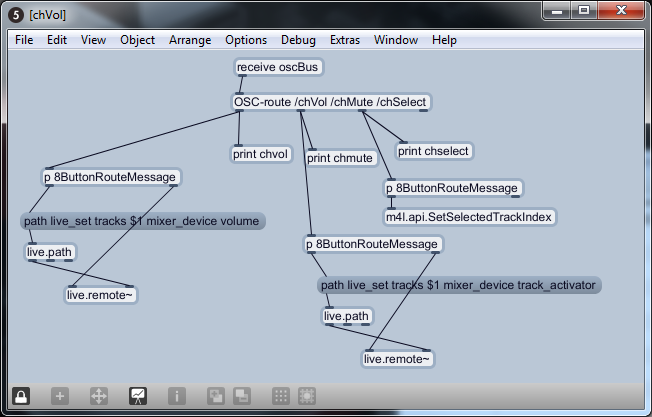 5 [chVol]
File Edit View Object Arrange Options Debug Extras Window Help
receive oscBus
OSC-route /chVol /chMute /chSelect
print chvol
print chmute
print chselect
p 8ButtonRouteMessage
p 8ButtonRouteMessage
path live_set tracks $1 mixer_device volume
m4l.api.SetSelectedTrackIndex
live.path
p 8ButtonRouteMessage
live.remote~
path live_set tracks $1 mixer_device track_activator
live.path
live.remote~